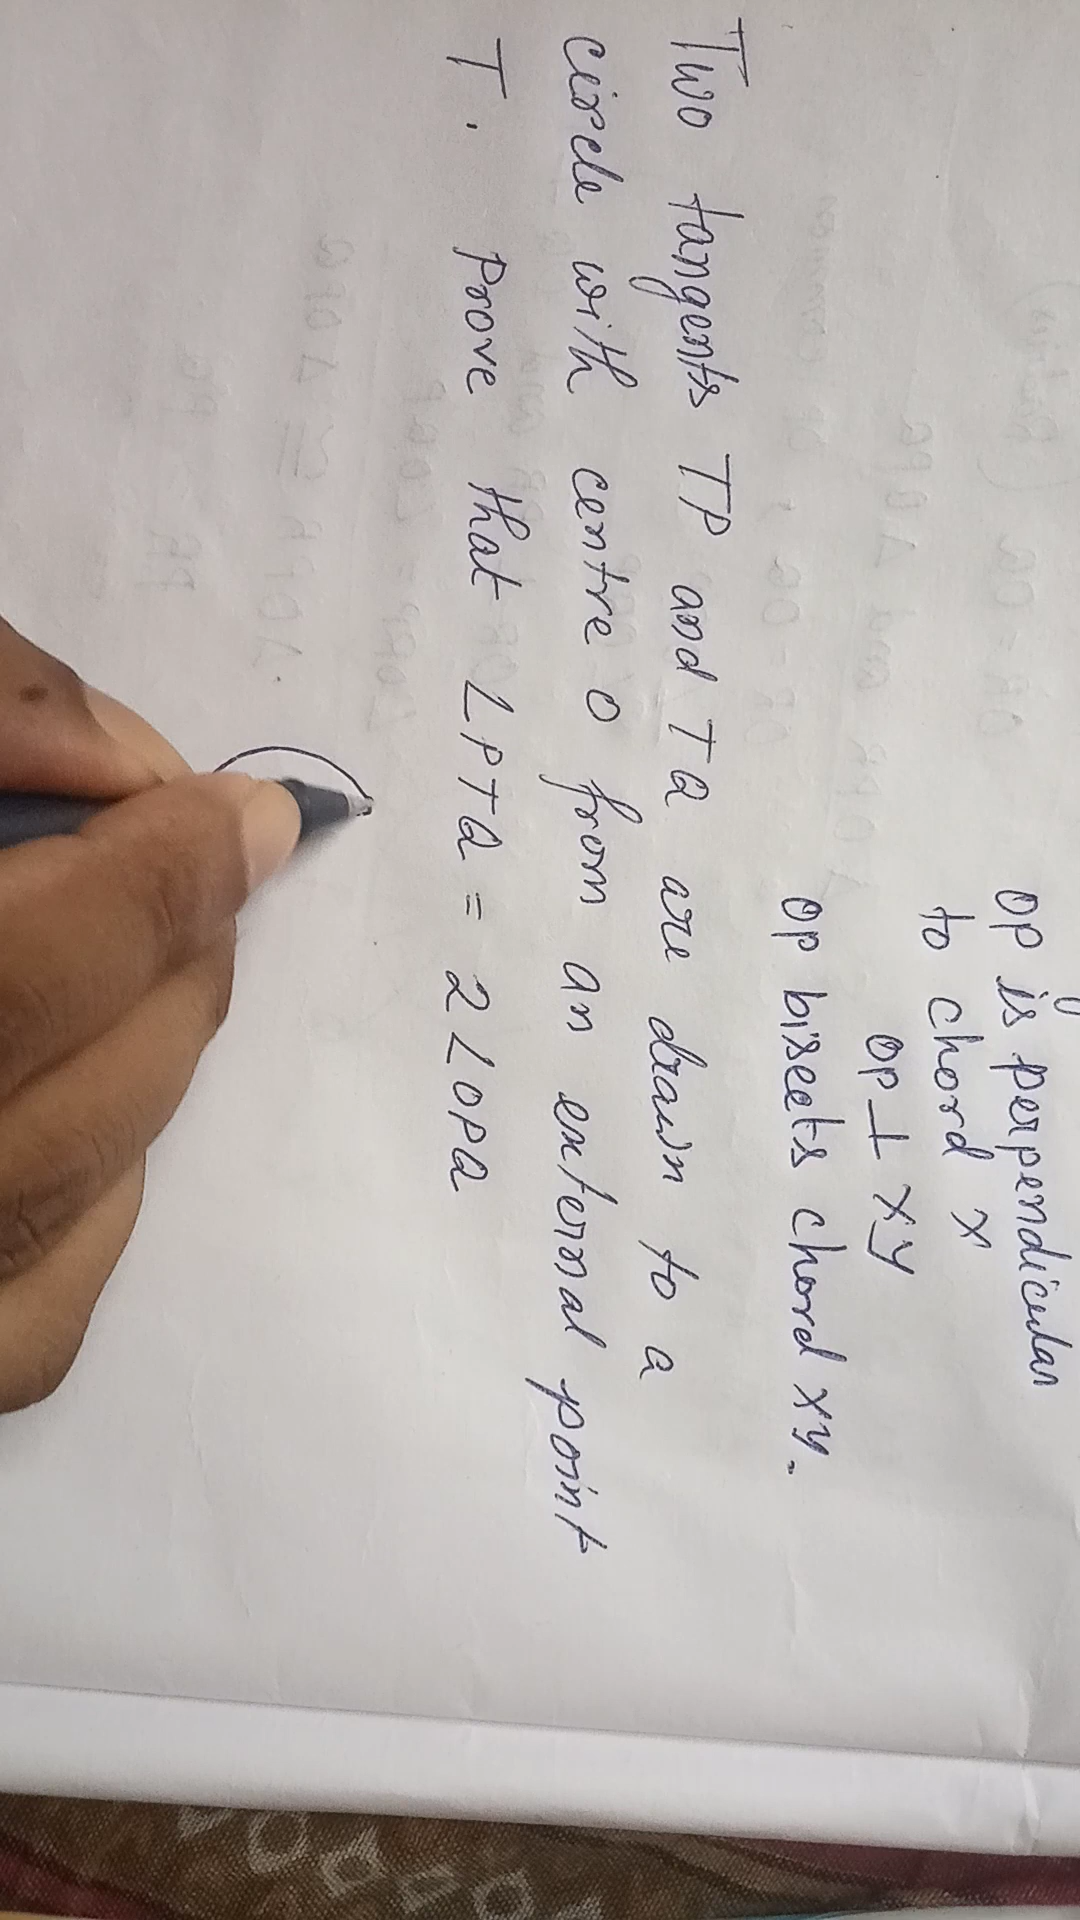 OP is perpendicular
to chord X
OP ⊥ XY
OP bisects chord XY.
Two tangents TP and TQ are drawn to a
circle with centre O from an external point
T. Prove that ∠PTQ = 2∠OPQ